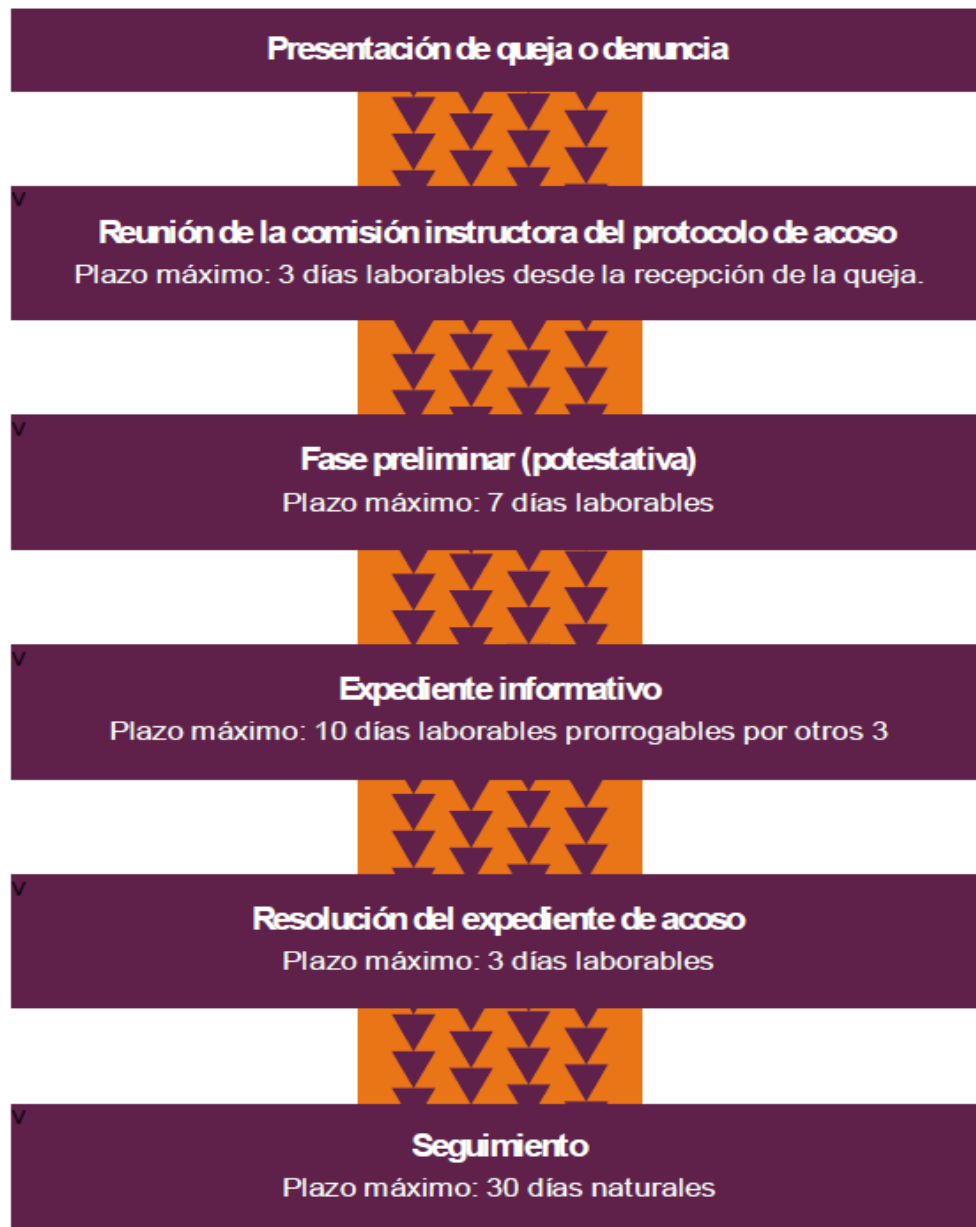 Presentación de queja o denuncia
v
Reunión de la comisión instructora del protocolo de acoso
Plazo máximo: 3 días laborables desde la recepción de la queja.
v
Fase preliminar (potestativa)
Plazo máximo: 7 días laborables
v
Expediente informativo
Plazo máximo: 10 días laborables prorrogables por otros 3
v
Resolución del expediente de acoso
Plazo máximo: 3 días laborables
v
Seguimiento
Plazo máximo: 30 días naturales